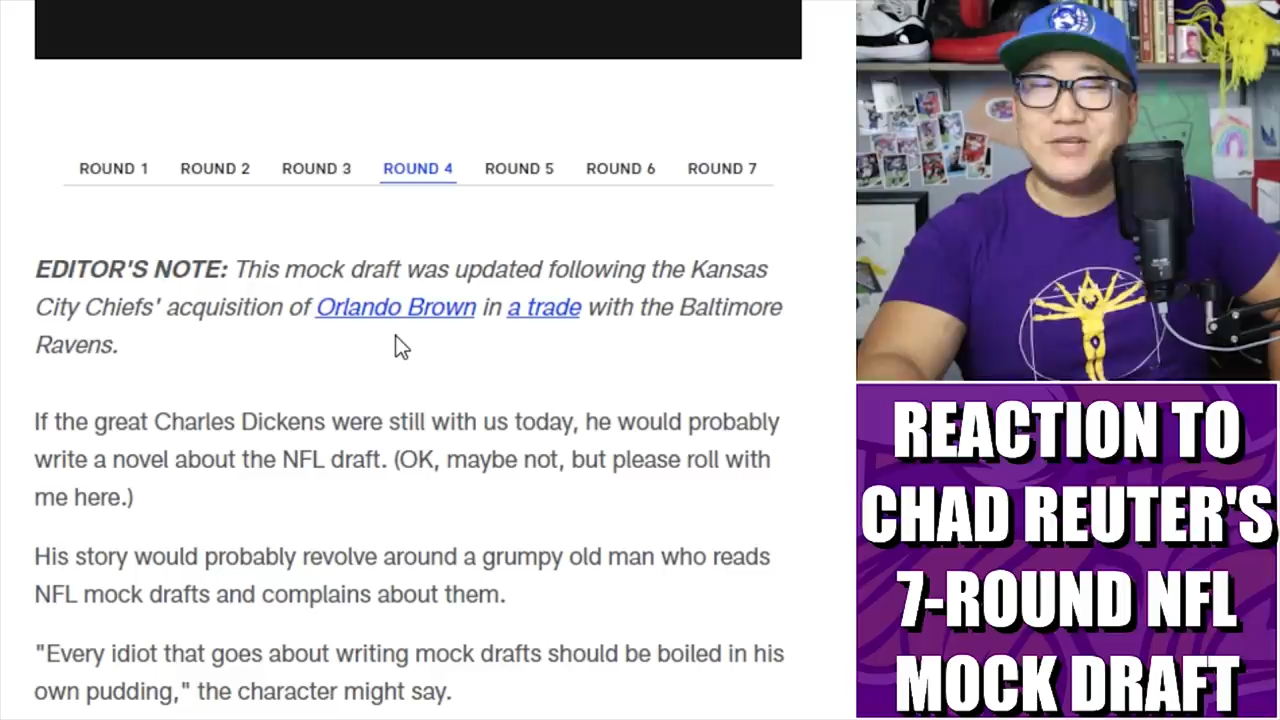 ROUND 1 ROUND 2 ROUND 3 ROUND 4 ROUND 5 ROUND 6 ROUND 7
EDITOR'S NOTE: This mock draft was updated following the Kansas
City Chiefs' acquisition of Orlando Brown in a trade with the Baltimore
Ravens.
If the great Charles Dickens were still with us today, he would probably
write a novel about the NFL draft. (OK, maybe not, but please roll with
me here.)
His story would probably revolve around a grumpy old man who reads
NFL mock drafts and complains about them.
"Every idiot that goes about writing mock drafts should be boiled in his
own pudding," the character might say.
REACTION TO
CHAD REUTER'S
7-ROUND NFL
MOCK DRAFT